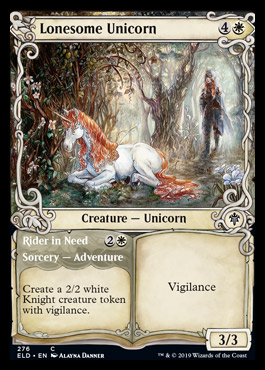 Lonesome Unicorn 4
Creature — Unicorn
Rider in Need 2
Sorcery — Adventure
Create a 2/2 white
Knight creature token
with vigilance.
Vigilance
3/3
276 C
ELD • EN ALAYNA DANNER
™ & © 2019 Wizards of the Coast